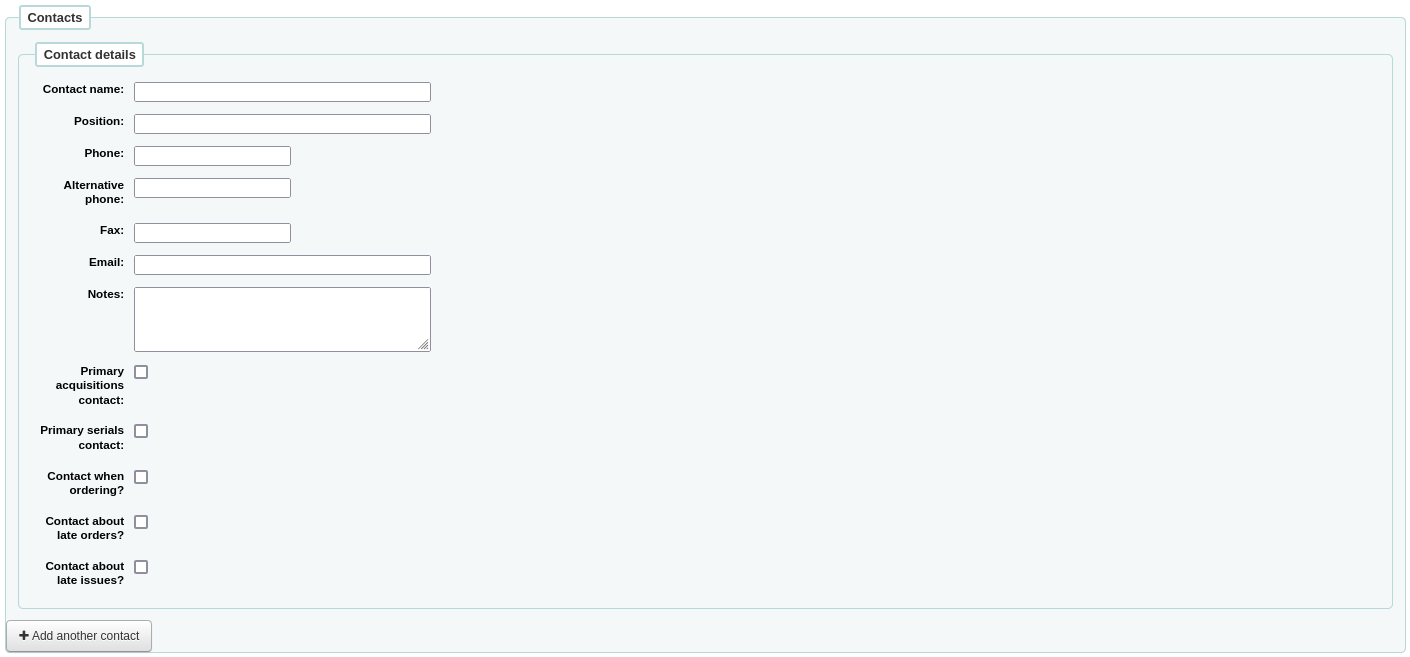 Contacts
Contact details
Contact name:
Position:
Phone:
Alternative
phone:
Fax:
Email:
Notes:
Primary
acquisitions
contact:
Primary serials
contact:
Contact when
ordering?
Contact about
late orders?
Contact about
late issues?
Add another contact